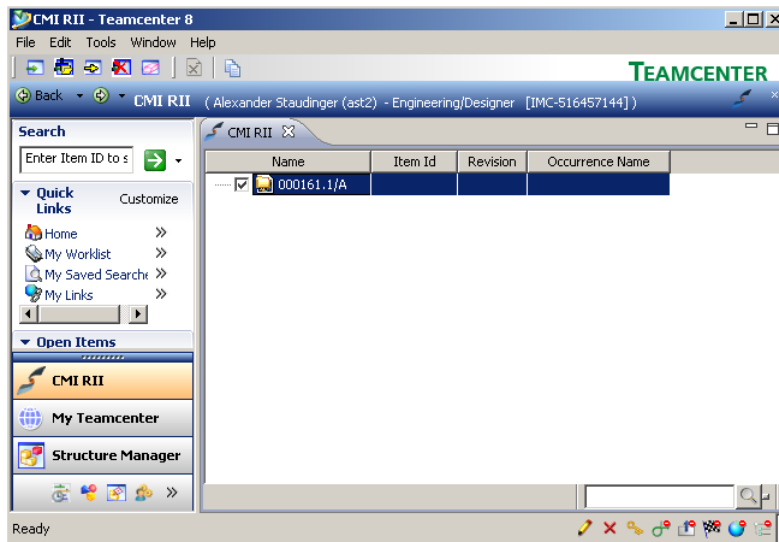 CMI RII - Teamcenter 8
File Edit Tools Window Help
TEAMCENTER
Back CMI RII ( Alexander Staudinger (ast2) - Engineering/Designer [IMC-516457144] )
Search
CMI RII
Enter Item ID to s
Name Item Id Revision Occurrence Name
000161.1/A
Quick Links Customize
Home
My Worklist
My Saved Searche
My Links
Open Items
CMI RII
My Teamcenter
Structure Manager
Ready